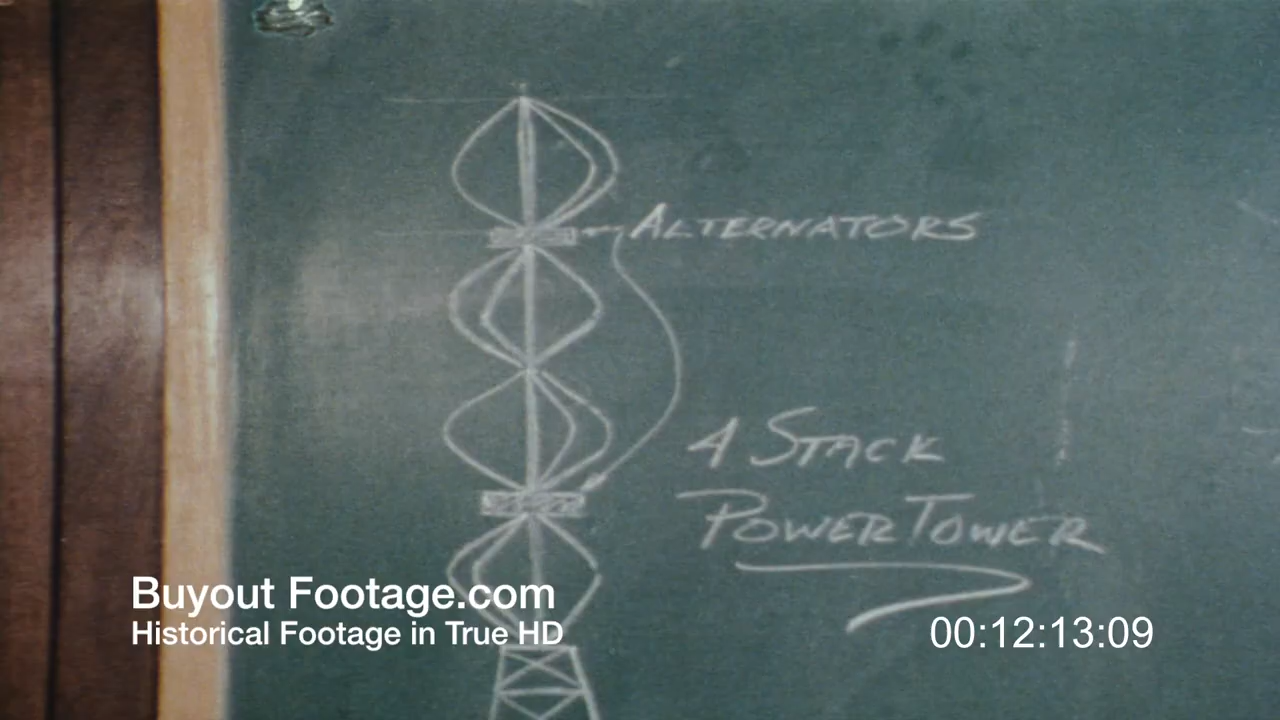 ALTERNATORS
4 STACK
POWER TOWER
Buyout Footage.com
Historical Footage in True HD
00:12:13:09